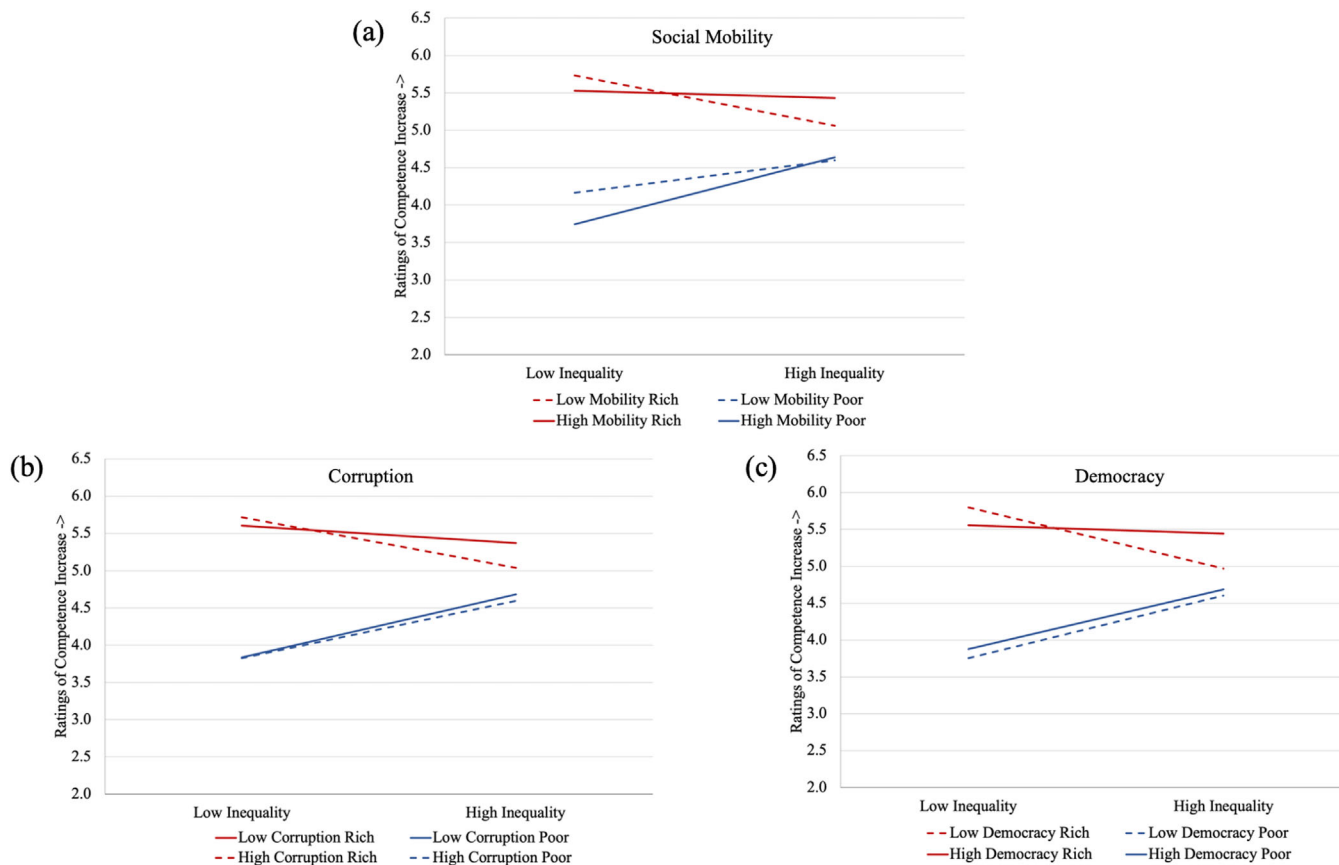 (a)
Social Mobility
Ratings of Competence Increase ->
6.5
6.0
5.5
5.0
4.5
4.0
3.5
3.0
2.5
2.0
Low Inequality High Inequality
Low Mobility Rich Low Mobility Poor
High Mobility Rich High Mobility Poor
(b)
Corruption
Ratings of Competence Increase ->
6.5
6.0
5.5
5.0
4.5
4.0
3.5
3.0
2.5
2.0
Low Inequality High Inequality
Low Corruption Rich Low Corruption Poor
High Corruption Rich High Corruption Poor
(c)
Democracy
Ratings of Competence Increase ->
6.5
6.0
5.5
5.0
4.5
4.0
3.5
3.0
2.5
2.0
Low Inequality High Inequality
Low Democracy Rich Low Democracy Poor
High Democracy Rich High Democracy Poor